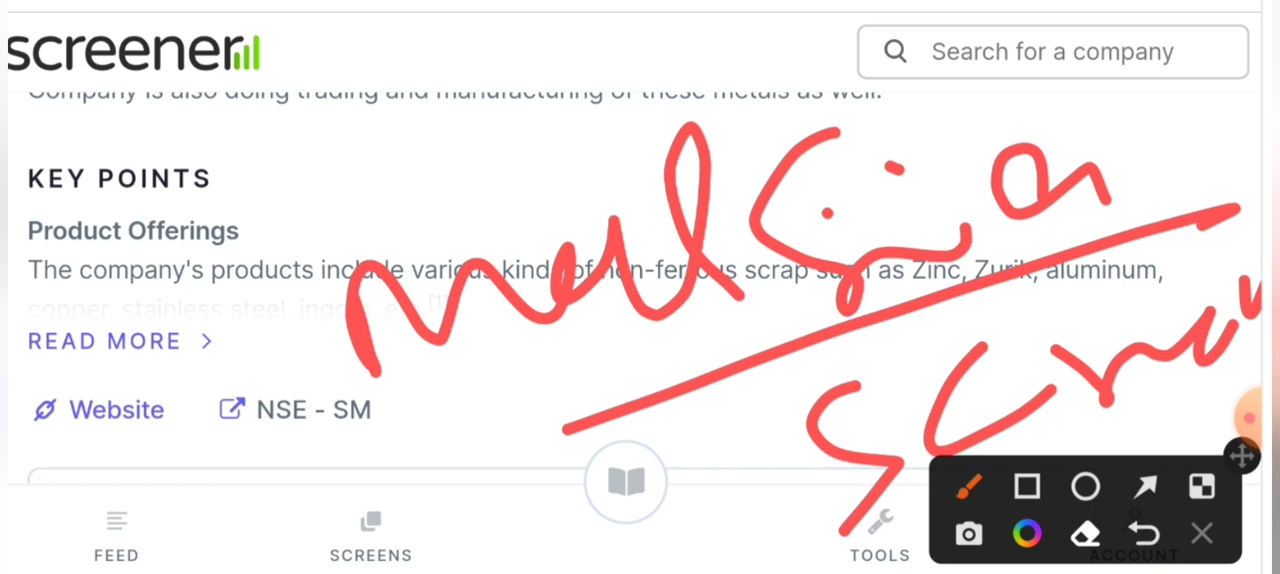 screener
Search for a company
Company is also doing trading and manufacturing of these metals as well.
KEY POINTS
Product Offerings
The company's products include various kinds of non-ferrous scrap such as Zinc, Zurik, aluminum,
copper, stainless steel, ingots, etc. [1]
READ MORE
Website
NSE - SM
FEED
SCREENS
TOOLS
ACCOUNT